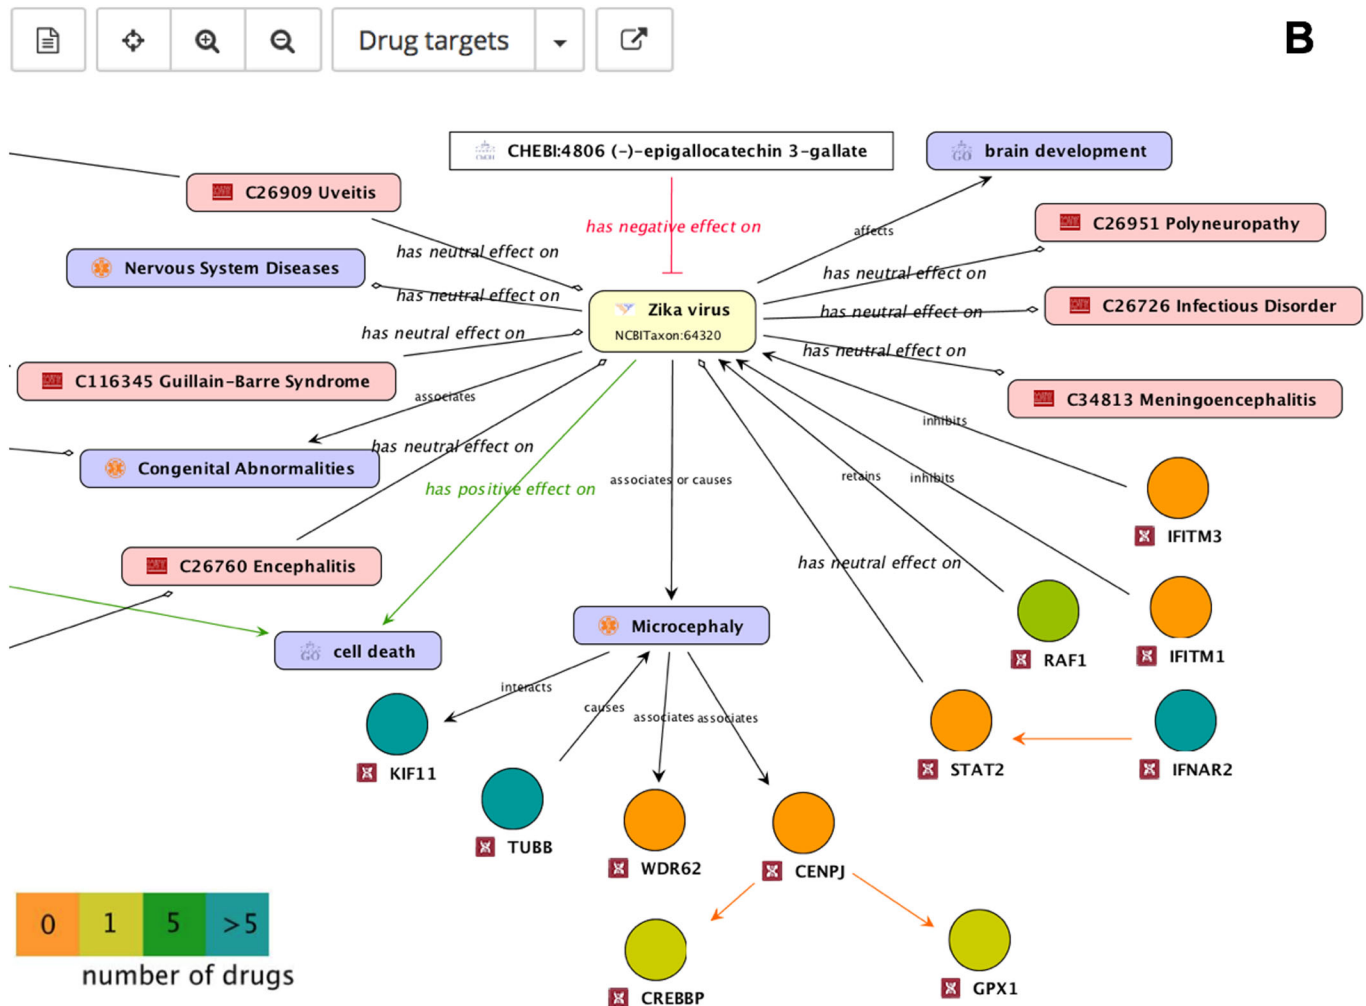 Drug targets
B
CHEBI:4806 (-)-epigallocatechin 3-gallate
brain development
C26909 Uveitis
has negative effect on
affects
C26951 Polyneuropathy
has neutral effect on
Nervous System Diseases
has neutral effect on
has neutral effect on
Zika virus
NCBITaxon:64320
has neutral effect on
C26726 Infectious Disorder
has neutral effect on
has neutral effect on
C116345 Guillain-Barre Syndrome
associates
C34813 Meningoencephalitis
inhibits
has neutral effect on
Congenital Abnormalities
has positive effect on
associates or causes
retains
inhibits
IFITM3
C26760 Encephalitis
has neutral effect on
Microcephaly
cell death
RAF1
IFITM1
interacts
causes
associates
associates
KIF11
STAT2
IFNAR2
TUBB
WDR62
CENPJ
0
1
5
>5
number of drugs
CREBBP
GPX1